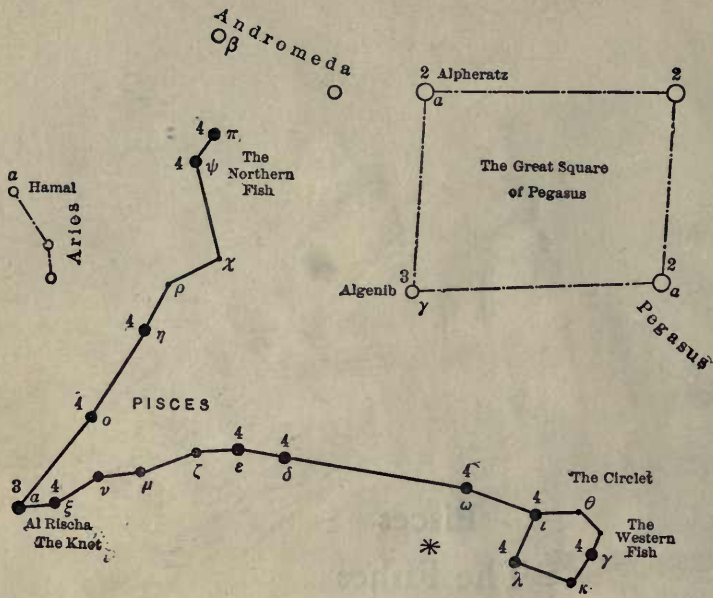 Andromeda
β
2 Alpheratz
2
α
4 π
4 ψ
The
Northern
Fish
The Great Square
of Pegasus
α
Hamal
Aries
χ
ρ
3
Algenib
γ
2
α
Pegasus
4
η
4
ο
PISCES
4
4
4
ζ
ε
δ
3
α
4
ξ
ν
μ
Al Rischa
The Knot
ω
The Circlet
4
ι
θ
The
Western
Fish
4
λ
4
γ
κ